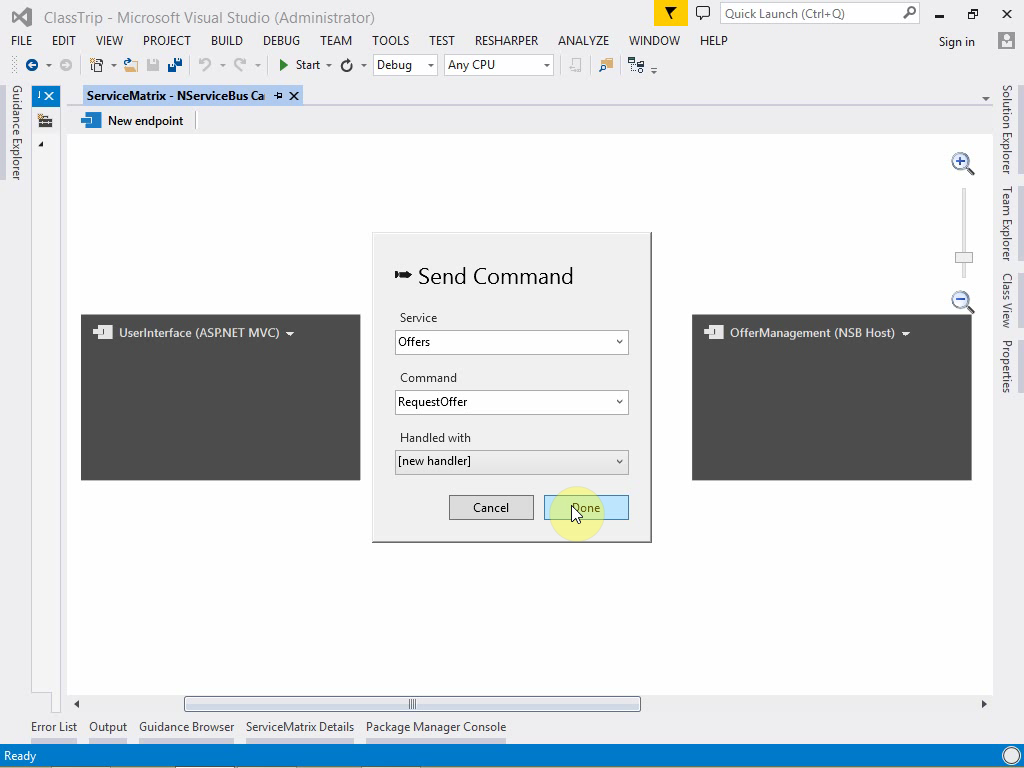 ClassTrip - Microsoft Visual Studio (Administrator)
Quick Launch (Ctrl+Q)
FILE EDIT VIEW PROJECT BUILD DEBUG TEAM TOOLS TEST RESHARPER ANALYZE WINDOW HELP
Sign in
Start Debug Any CPU
Guidance Explorer
ServiceMatrix - NServiceBus Ca
New endpoint
Solution Explorer
Team Explorer
Class View
Properties
Send Command
Service
Offers
Command
RequestOffer
Handled with
[new handler]
Cancel Done
UserInterface (ASP.NET MVC)
OfferManagement (NSB Host)
Error List Output Guidance Browser ServiceMatrix Details Package Manager Console
Ready